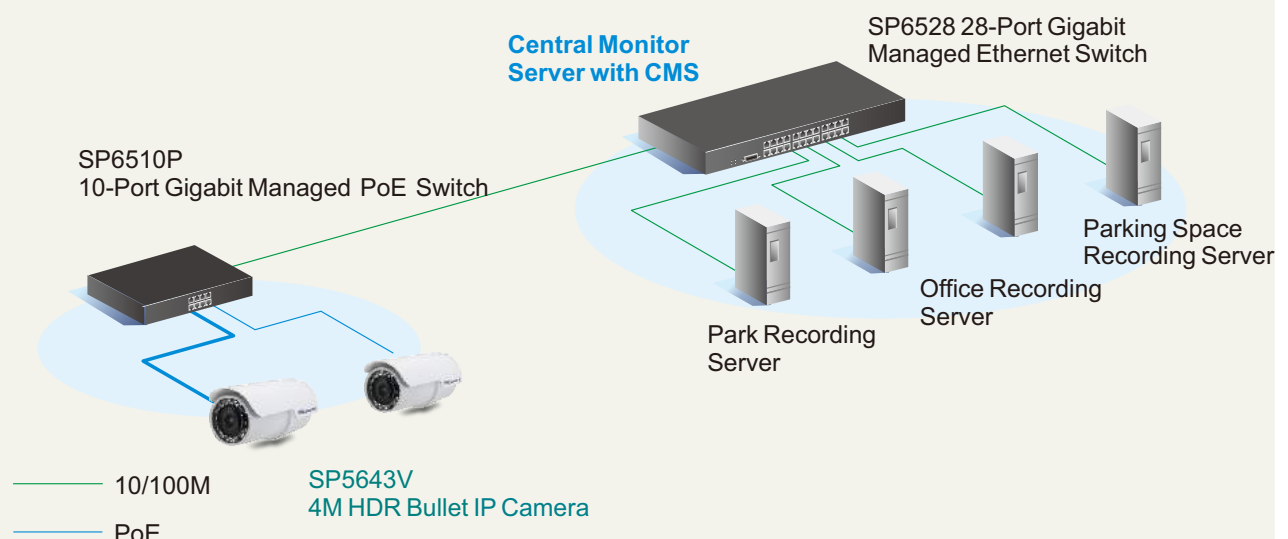 SP6528 28-Port Gigabit
Managed Ethernet Switch
Central Monitor
Server with CMS
SP6510P
10-Port Gigabit Managed PoE Switch
Parking Space
Recording Server
Office Recording
Server
Park Recording
Server
SP5643V
4M HDR Bullet IP Camera
10/100M
PoE